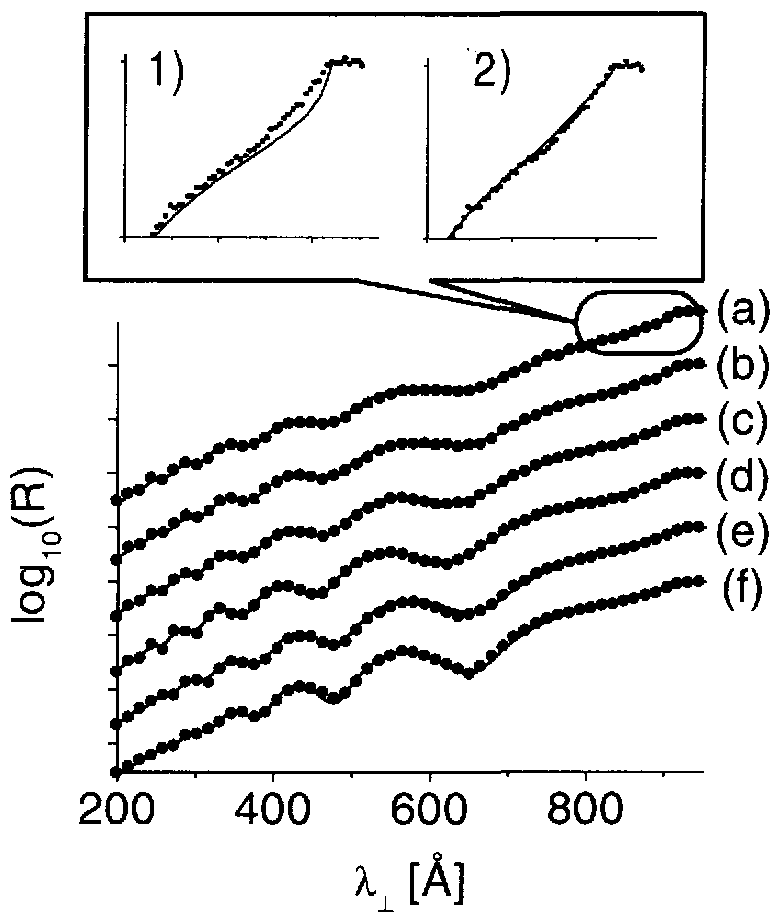 1) 2)
(a)
(b)
(c)
(d)
(e)
(f)
log₁₀(R)
200 400 600 800
λ⊥ [Å]